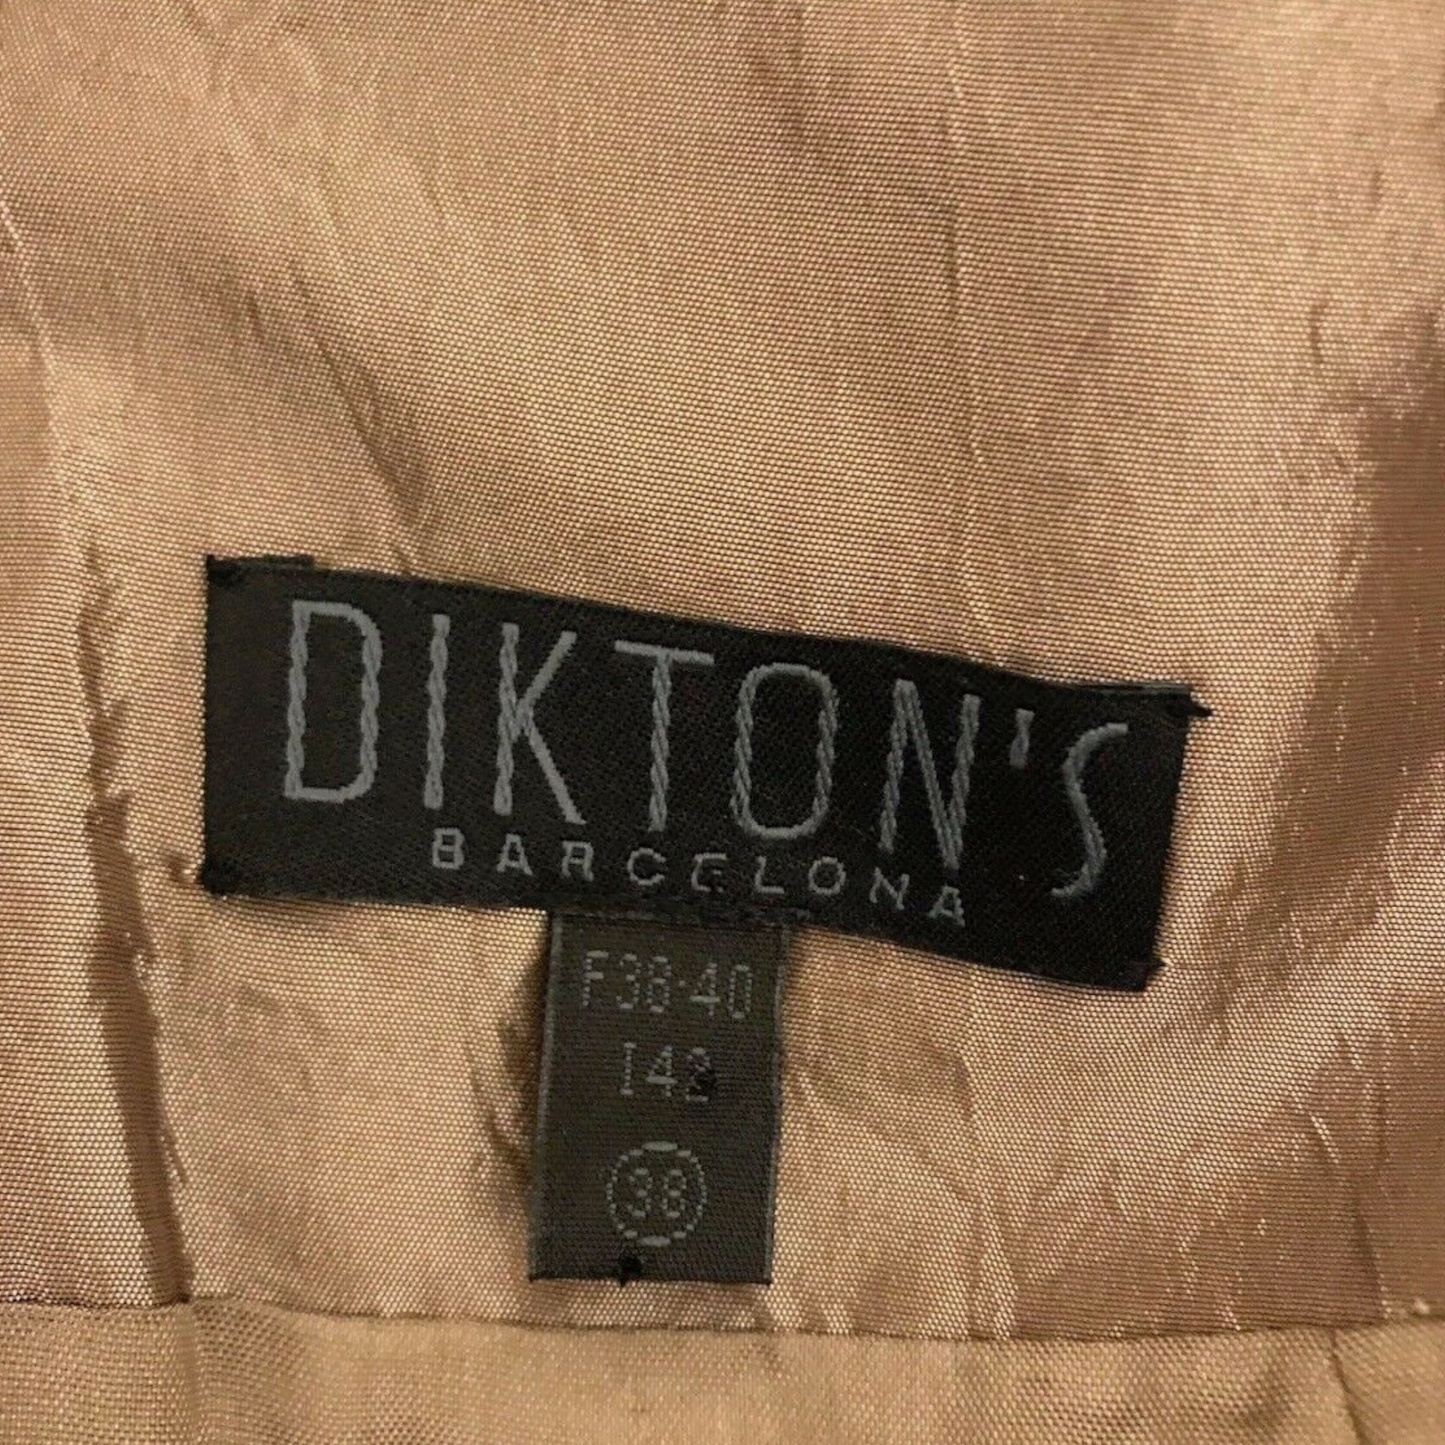 DIKTON'S
BARCELONA
F38-40
I42
38